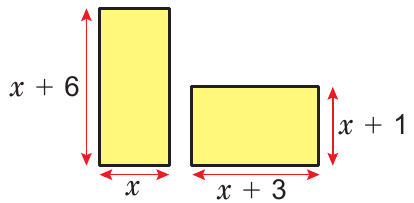 x + 6
x
x + 3
x + 1